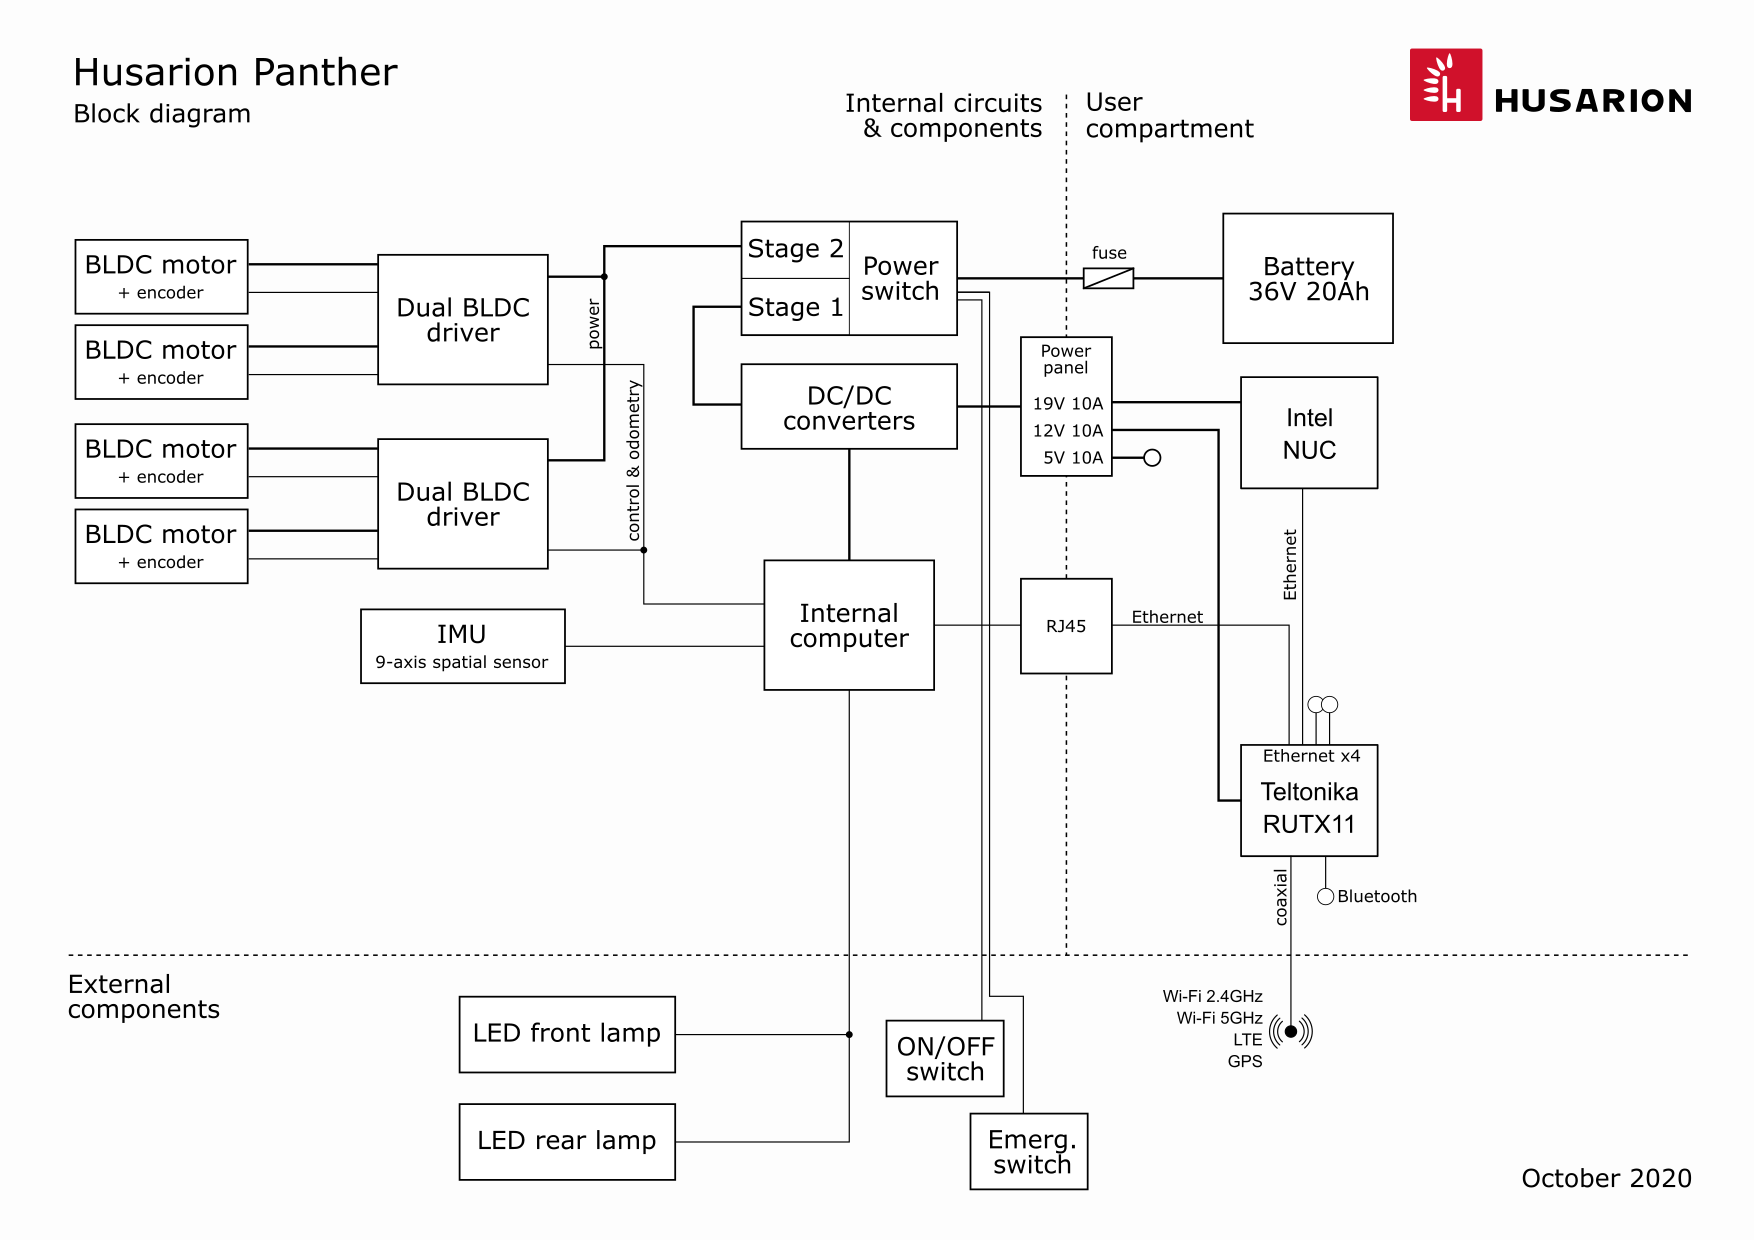 Husarion Panther
Block diagram
Internal circuits
& components
User
compartment
HUSARION
BLDC motor
+ encoder
BLDC motor
+ encoder
BLDC motor
+ encoder
BLDC motor
+ encoder
Dual BLDC
driver
Dual BLDC
driver
power
control & odometry
IMU
9-axis spatial sensor
Stage 2
Stage 1
Power
switch
DC/DC
converters
Internal
computer
fuse
Battery
36V 20Ah
Power
panel
19V 10A
12V 10A
5V 10A
Intel
NUC
Ethernet
RJ45
Ethernet
Ethernet x4
Teltonika
RUTX11
coaxial
Bluetooth
External
components
LED front lamp
LED rear lamp
ON/OFF
switch
Emerg.
switch
Wi-Fi 2.4GHz
Wi-Fi 5GHz
LTE
GPS
October 2020